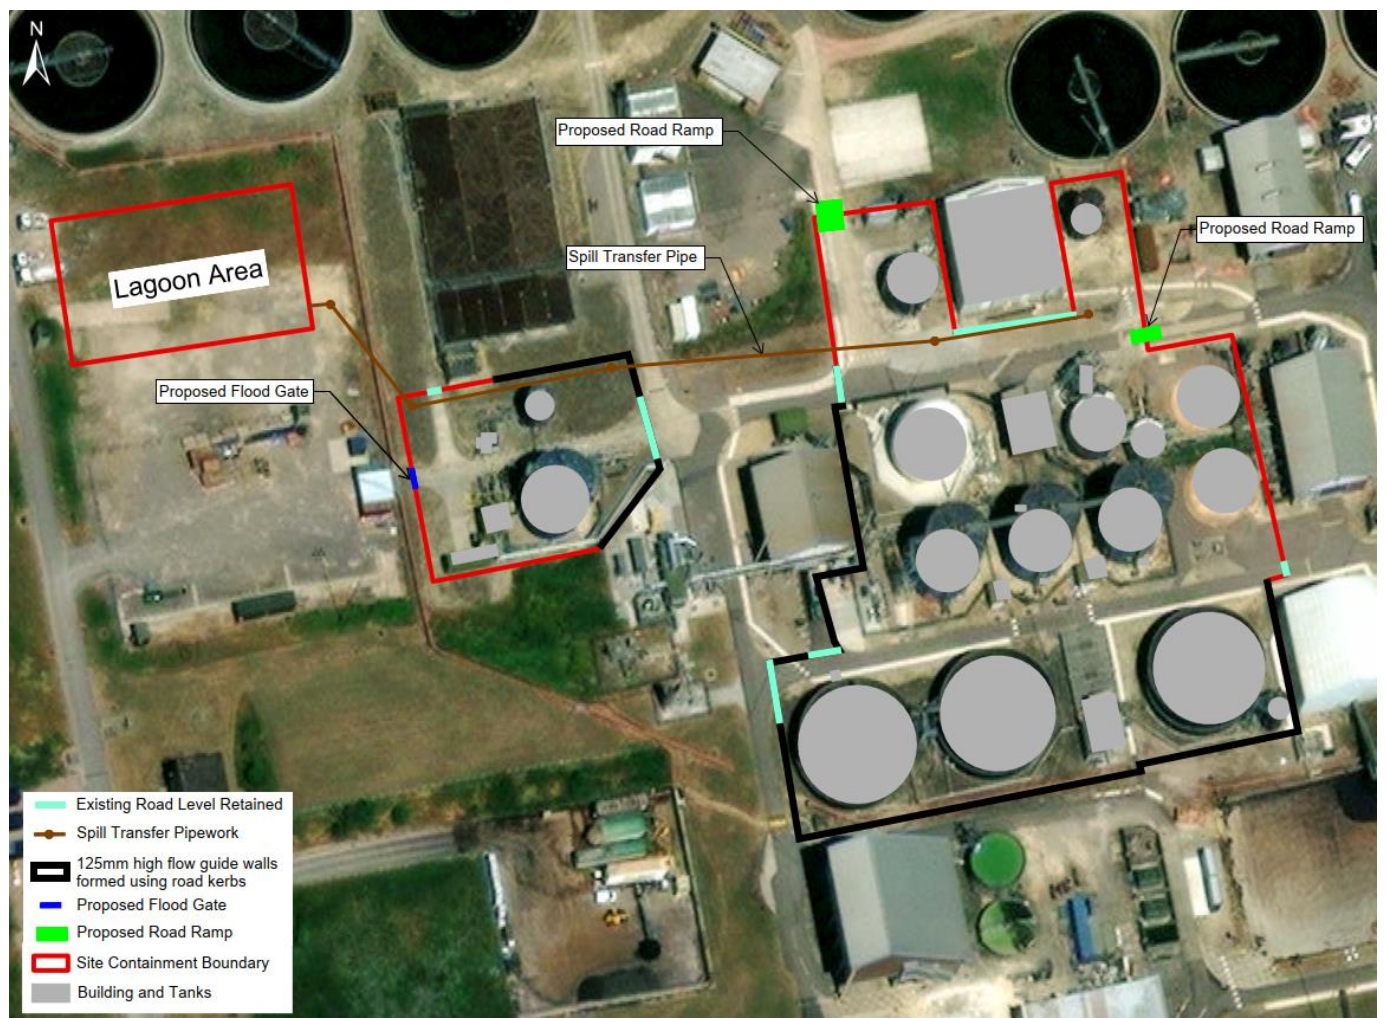 N
Proposed Road Ramp
Proposed Road Ramp
Spill Transfer Pipe
Lagoon Area
Proposed Flood Gate
Existing Road Level Retained
Spill Transfer Pipework
125mm high flow guide walls
formed using road kerbs
Proposed Flood Gate
Proposed Road Ramp
Site Containment Boundary
Building and Tanks